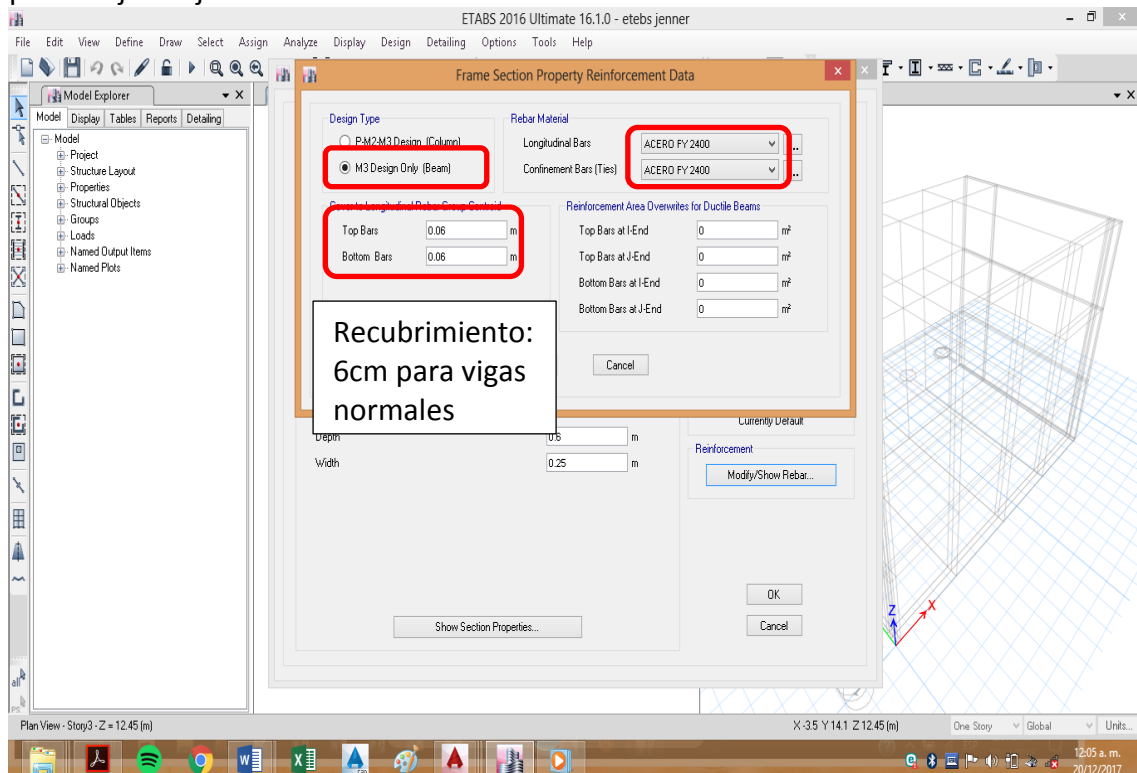 ETABS 2016 Ultimate 16.1.0 - etebs jenner
File Edit View Define Draw Select Assign Analyze Display Design Detailing Options Tools Help
Model Explorer
Model Display Tables Reports Detailing
Model
Project
Structure Layout
Properties
Structural Objects
Groups
Loads
Named Output Items
Named Plots
Frame Section Property Reinforcement Data
Design Type
P-M2-M3 Design (Column)
M3 Design Only (Beam)
Rebar Material
Longitudinal Bars ACERO FY 2400 ...
Confinement Bars (Ties) ACERO FY 2400 ...
Cover to Longitudinal Rebar Group Centroid
Top Bars 0.06 m
Bottom Bars 0.06 m
Reinforcement Area Overwrites for Ductile Beams
Top Bars at I-End 0 m²
Top Bars at J-End 0 m²
Bottom Bars at I-End 0 m²
Bottom Bars at J-End 0 m²
Cancel
Recubrimiento:
6cm para vigas
normales
Currently Default
Depth 0.6 m
Width 0.25 m
Reinforcement
Modify/Show Rebar...
Show Section Properties...
OK
Cancel
Z X
all
PS
Plan View - Story3 - Z = 12.45 (m)
X -3.5 Y 14.1 Z 12.45 (m)
One Story Global Units...
12:05 a. m.
20/12/2017